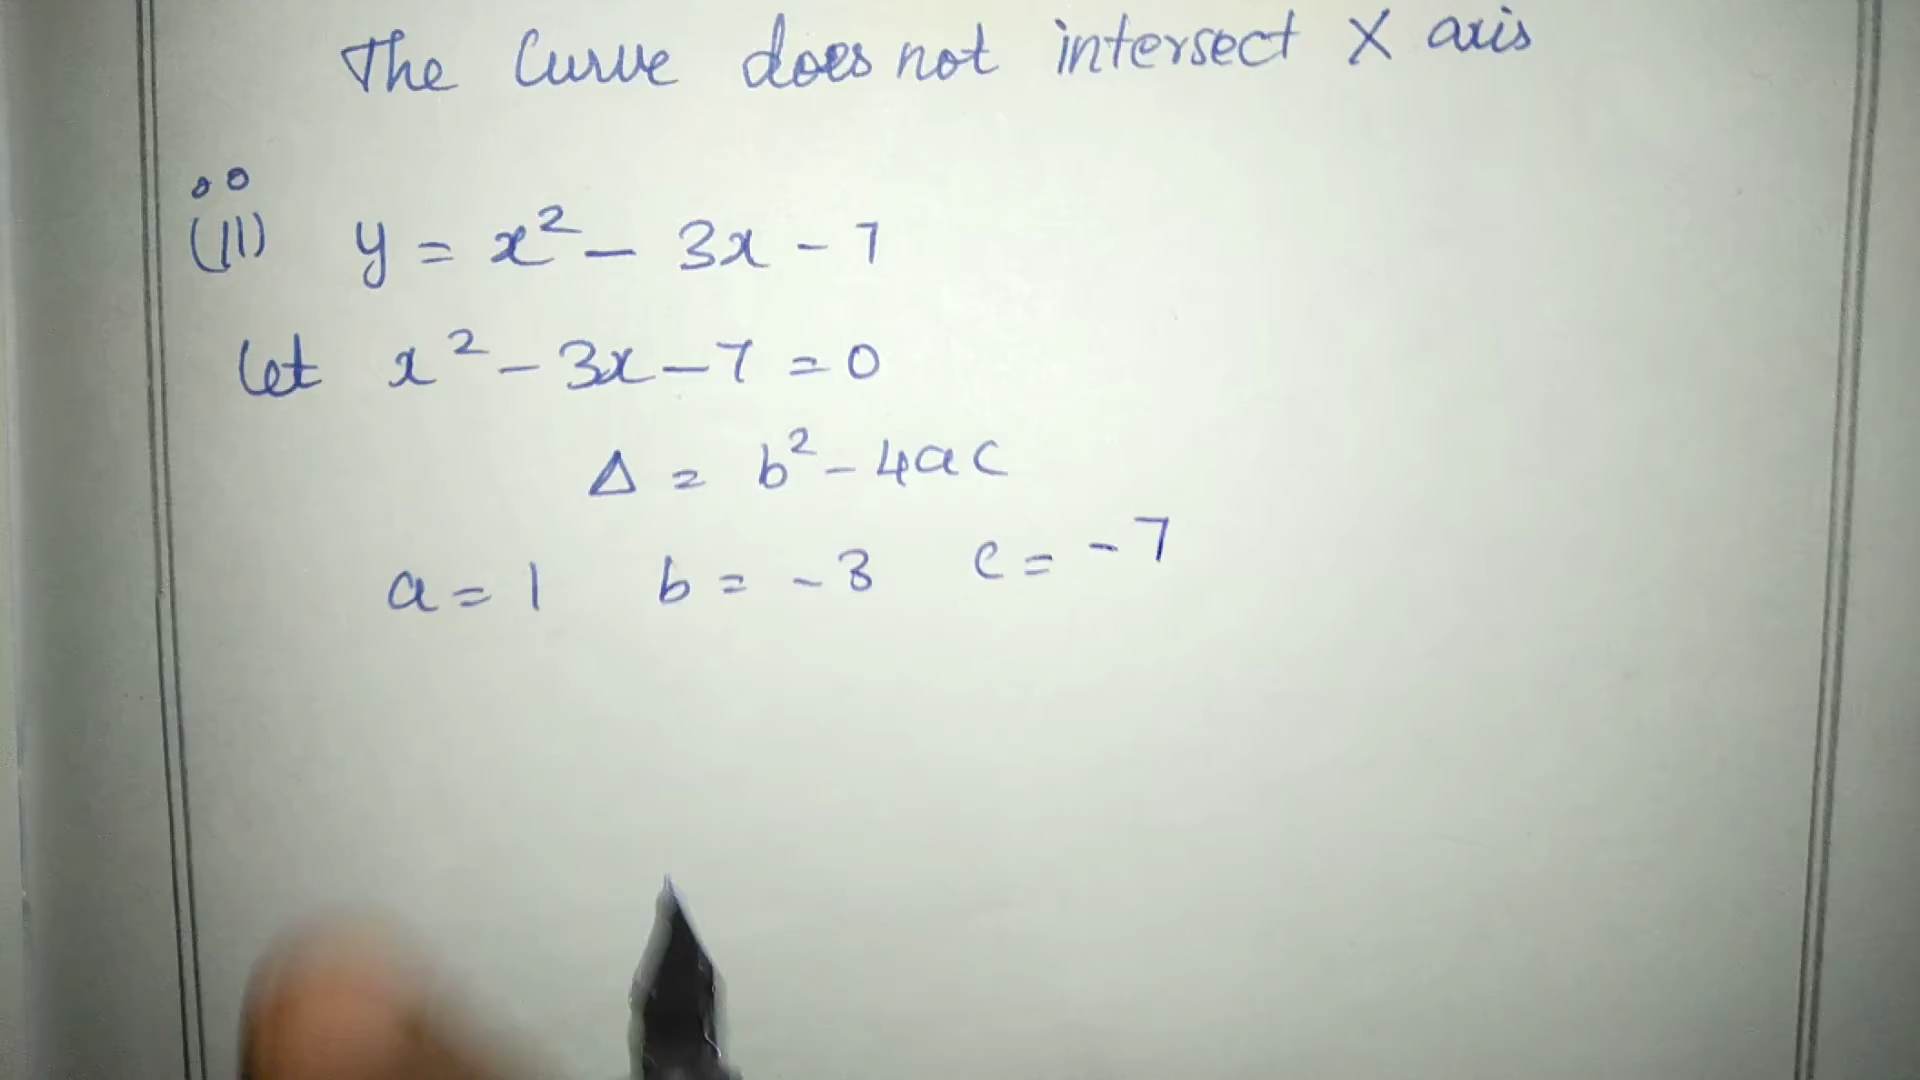 The Curve does not intersect X axis
(ii) y = x² - 3x - 7
Let x² - 3x - 7 = 0
Δ = b² - 4ac
a = 1 b = -3 c = -7